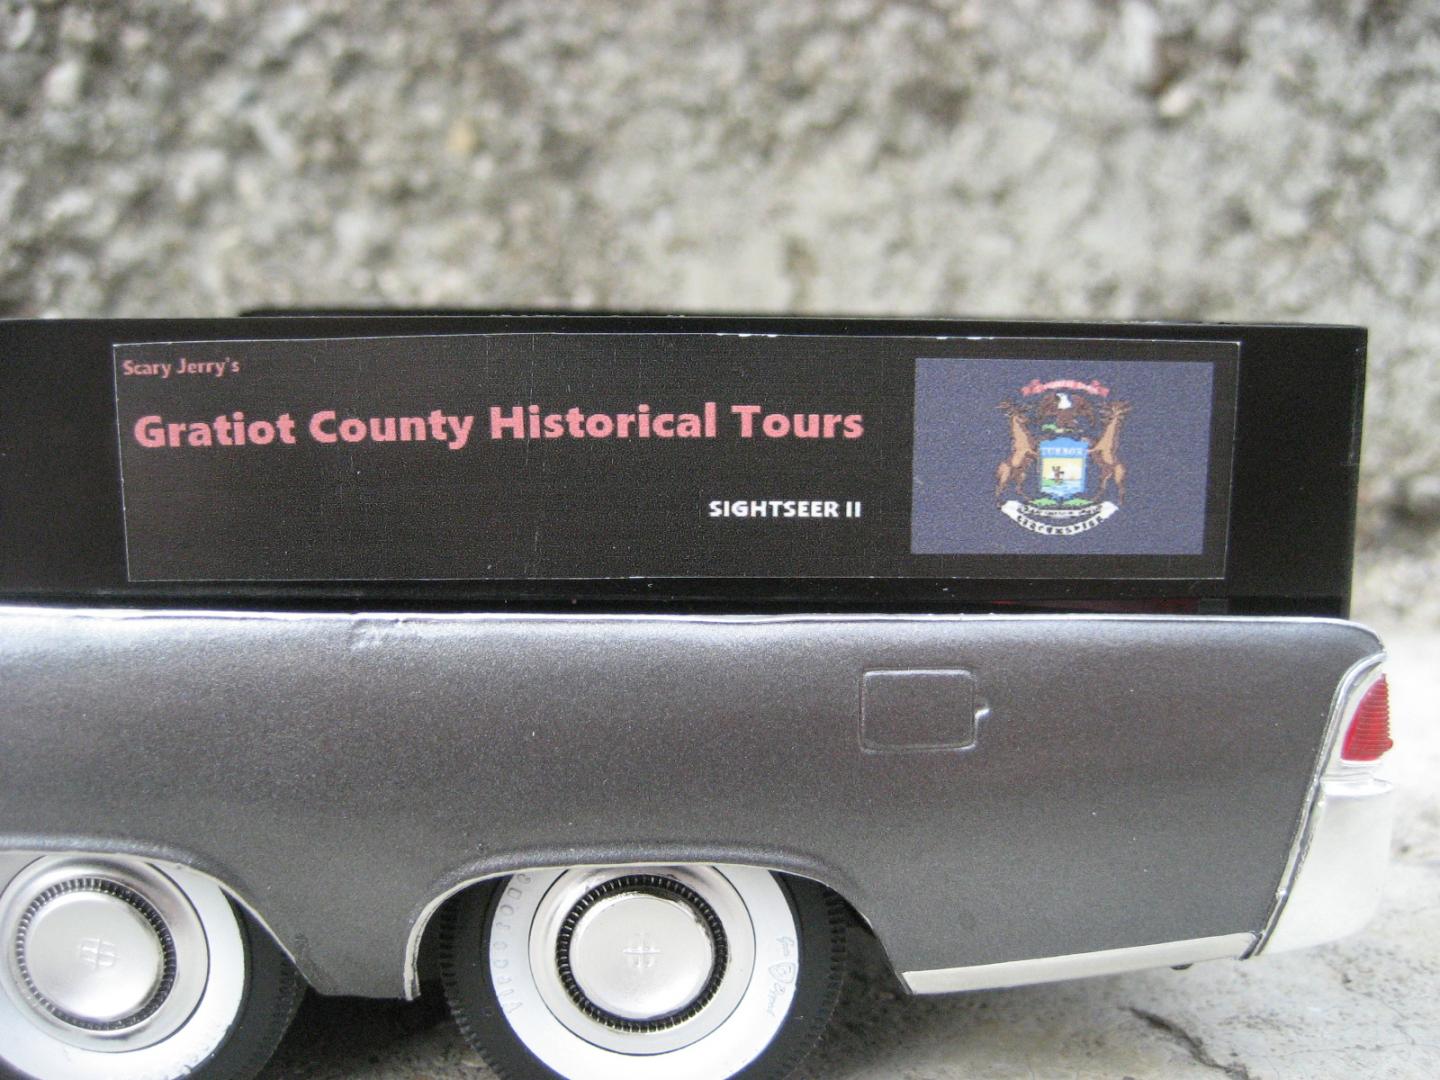 Scary Jerry's
Gratiot County Historical Tours
SIGHTSEER II
TUEBOR